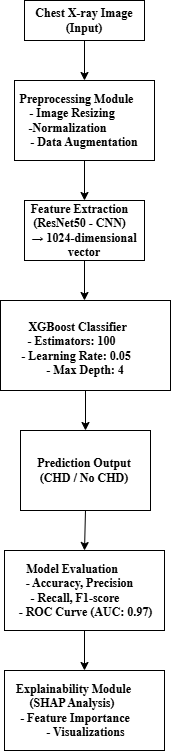 Chest X-ray Image
(Input)
Preprocessing Module
- Image Resizing
-Normalization
- Data Augmentation
Feature Extraction
(ResNet50 - CNN)
→ 1024-dimensional
vector
XGBoost Classifier
- Estimators: 100
- Learning Rate: 0.05
- Max Depth: 4
Prediction Output
(CHD / No CHD)
Model Evaluation
- Accuracy, Precision
- Recall, F1-score
- ROC Curve (AUC: 0.97)
Explainability Module
(SHAP Analysis)
- Feature Importance
- Visualizations